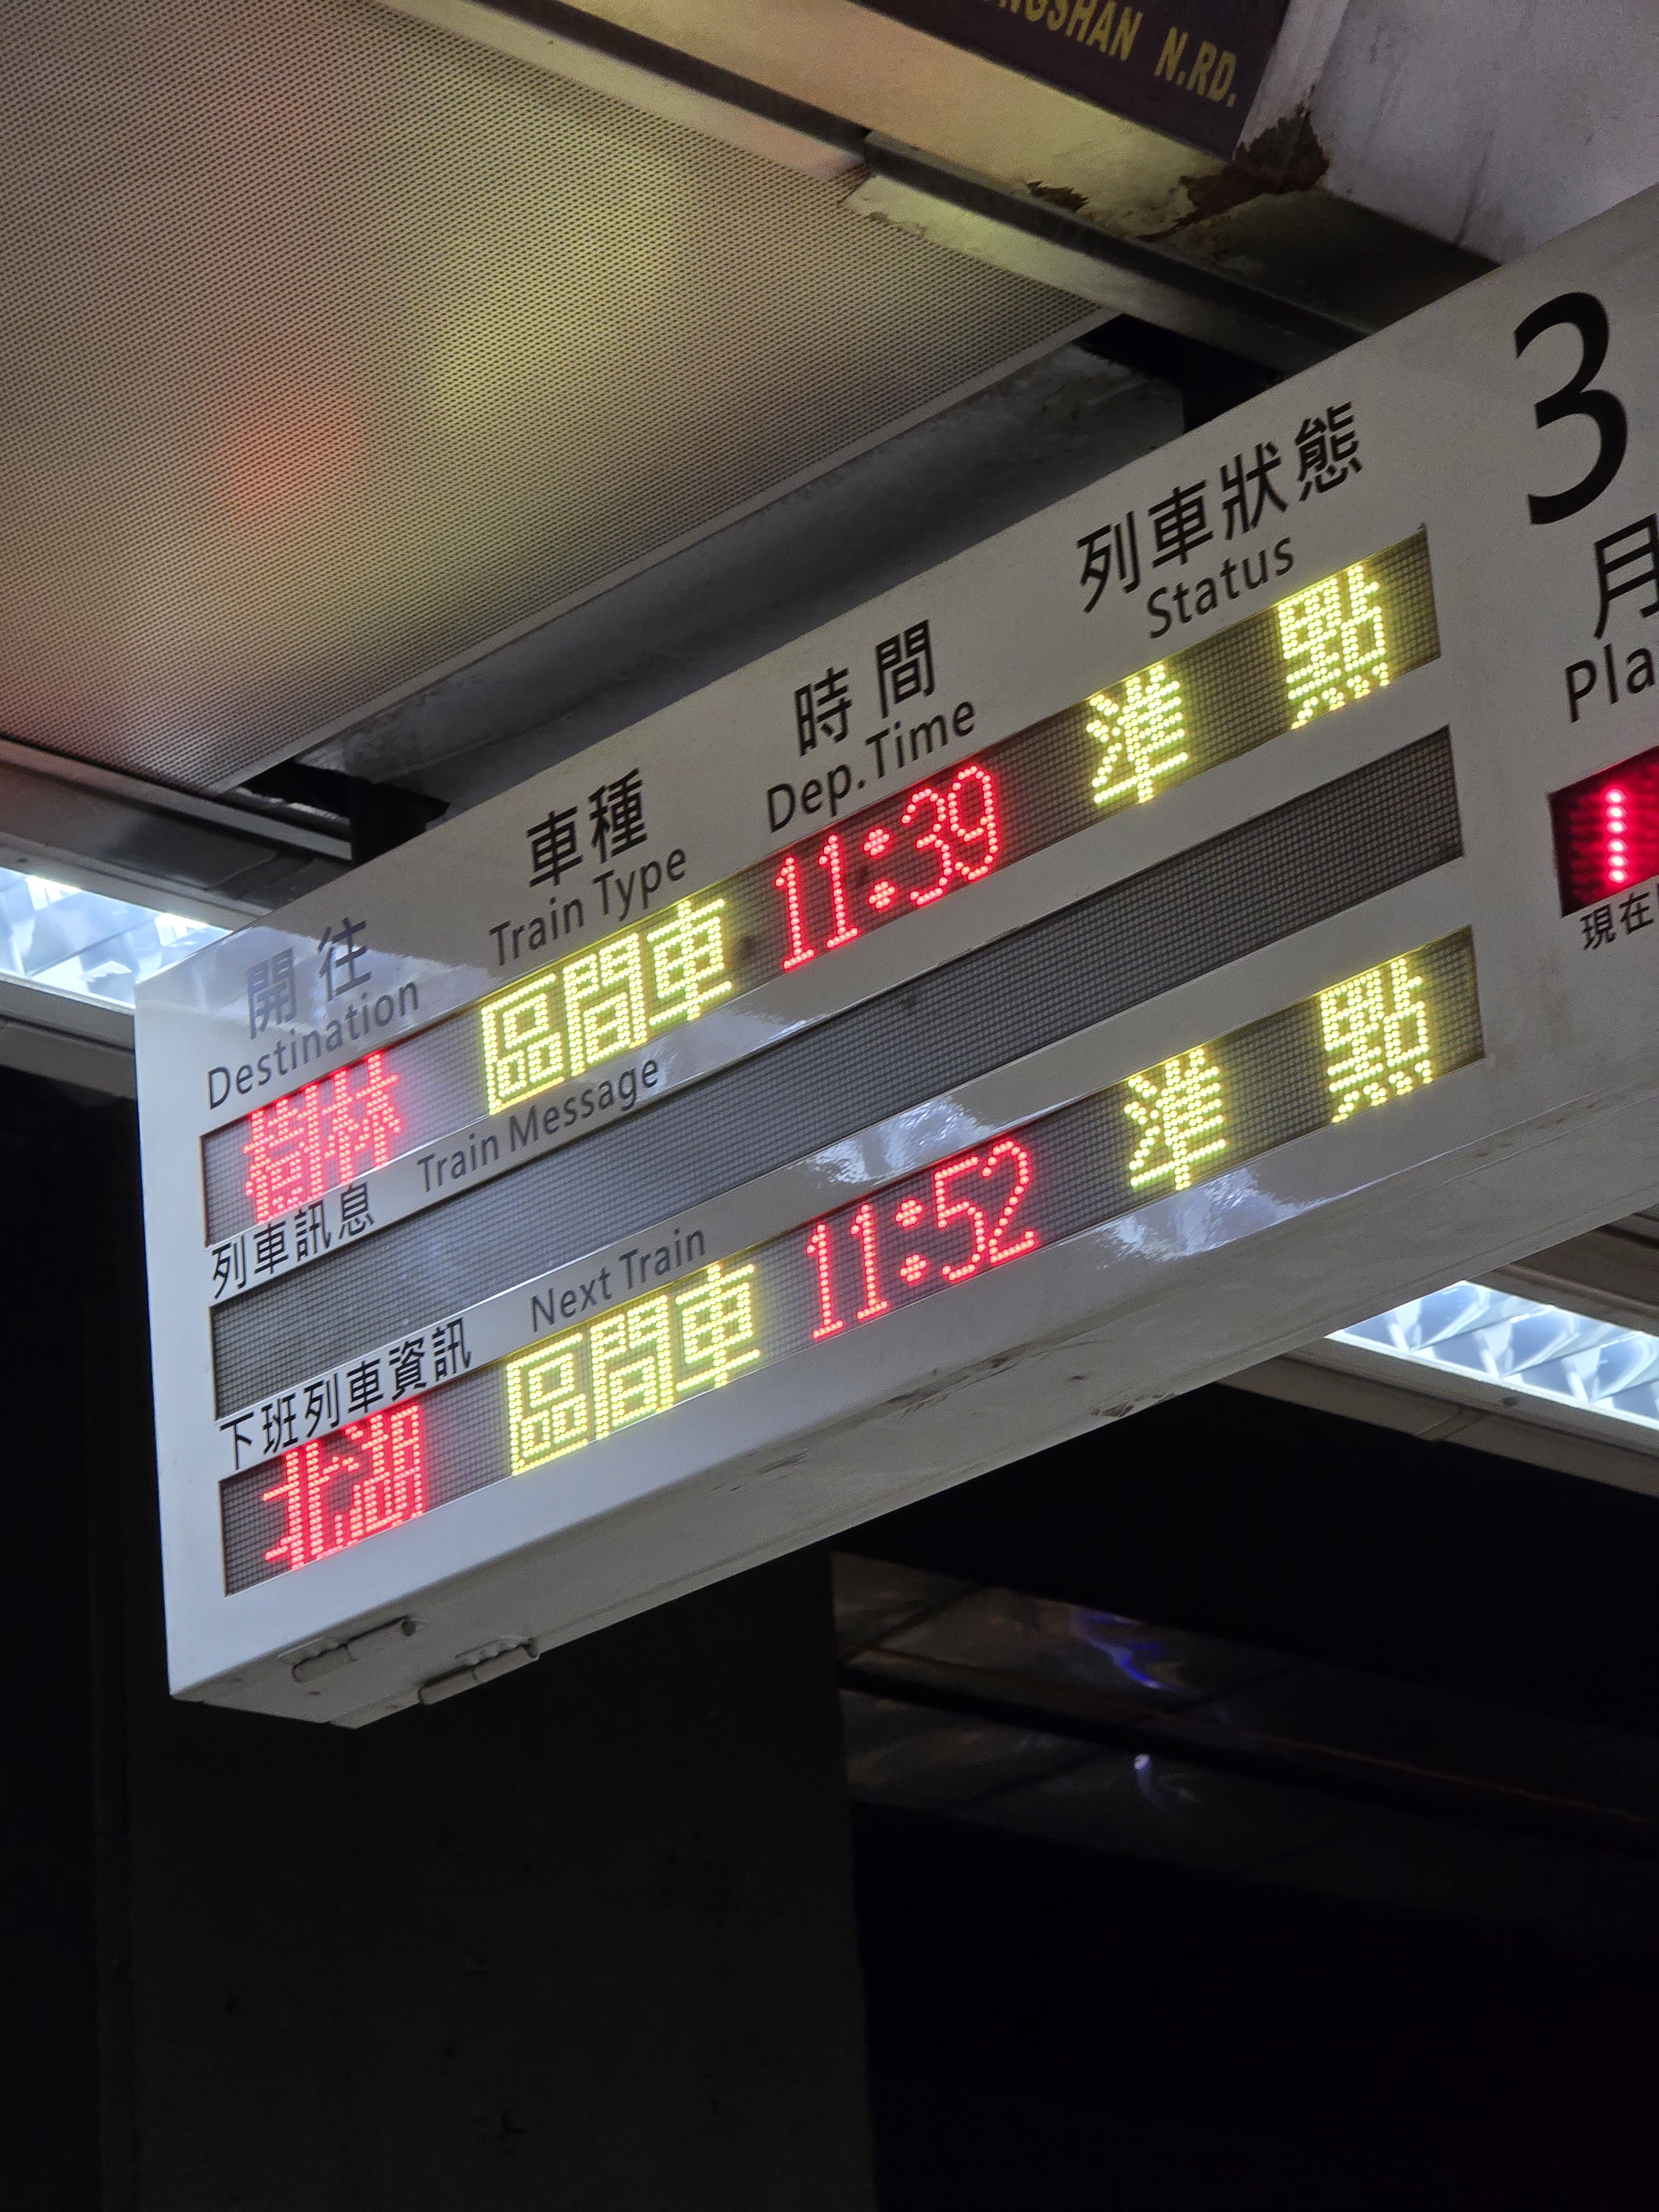 NGSHAN N.RD.
3
月
Pla
1
現在
開往 車種 時間 列車狀態
Destination Train Type Dep.Time Status
樹林 區間車 11:39 準點
列車訊息 Train Message
下班列車資訊 Next Train
北湖 區間車 11:52 準點